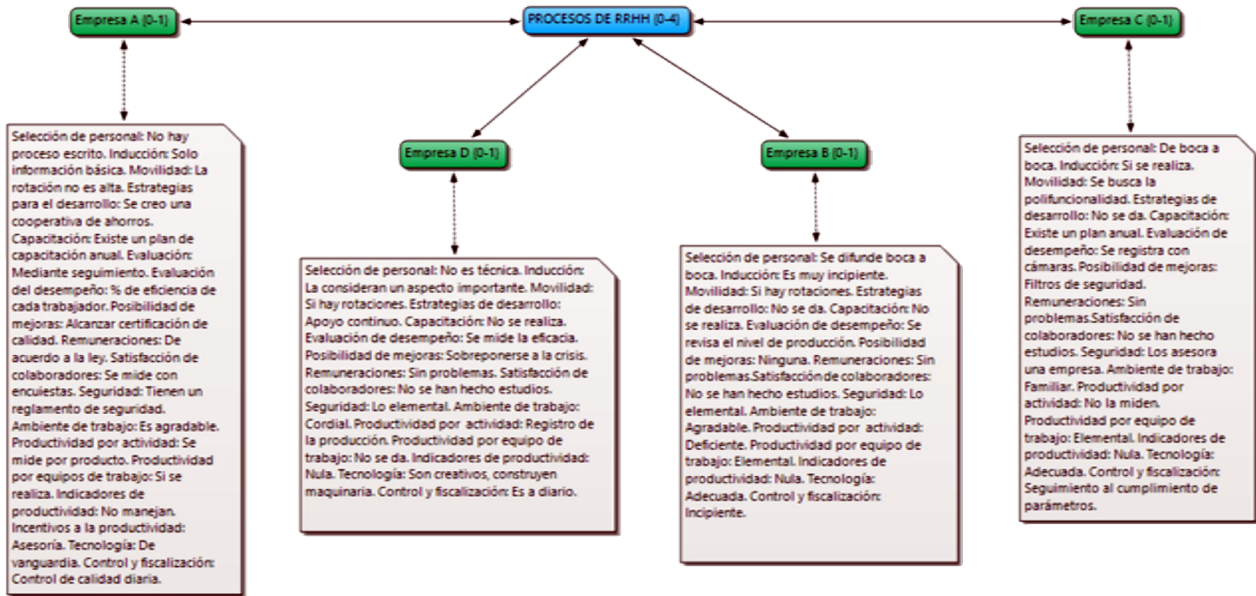 Empresa A {0-1}
PROCESOS DE RRHH {0-4}
Empresa C {0-1}
Empresa D {0-1}
Empresa B {0-1}
Selección de personal: No hay
proceso escrito. Inducción: Solo
información básica. Movilidad: La
rotación no es alta. Estrategias
para el desarrollo: Se creo una
cooperativa de ahorros.
Capacitación: Existe un plan de
capacitación anual. Evaluación:
Mediante seguimiento. Evaluación
del desempeño: % de eficiencia de
cada trabajador. Posibilidad de
mejoras: Alcanzar certificación de
calidad. Remuneraciones: De
acuerdo a la ley. Satisfacción de
colaboradores: Se mide con
encuiestas. Seguridad: Tienen un
reglamento de seguridad.
Ambiente de trabajo: Es agradable.
Productividad por actividad: Se
mide por producto. Productividad
por equipos de trabajo: Si se
realiza. Indicadores de
productividad: No manejan.
Incentivos a la productividad:
Asesoría. Tecnología: De
vanguardia. Control y fiscalización:
Control de calidad diaria.
Selección de personal: No es técnica. Inducción:
La consideran un aspecto importante. Movilidad:
Si hay rotaciones. Estrategias de desarrollo:
Apoyo continuo. Capacitación: No se realiza.
Evaluación de desempeño: Se mide la eficacia.
Posibilidad de mejoras: Sobreponerse a la crisis.
Remuneraciones: Sin problemas. Satisfacción de
colaboradores: No se han hecho estudios.
Seguridad: Lo elemental. Ambiente de trabajo:
Cordial. Productividad por actividad: Registro de
la producción. Productividad por equipo de
trabajo: No se da. Indicadores de productividad:
Nula. Tecnología: Son creativos, construyen
maquinaria. Control y fiscalización: Es a diario.
Selección de personal: Se difunde boca a
boca. Inducción: Es muy incipiente.
Movilidad: Si hay rotaciones. Estrategias
de desarrollo: No se da. Capacitación: No
se realiza. Evaluación de desempeño: Se
revisa el nivel de producción. Posibilidad
de mejoras: Ninguna. Remuneraciones: Sin
problemas.Satisfacción de colaboradores:
No se han hecho estudios. Seguridad: Lo
elemental. Ambiente de trabajo:
Agradable. Productividad por actividad:
Deficiente. Productividad por equipo de
trabajo: Elemental. Indicadores de
productividad: Nula. Tecnología:
Adecuada. Control y fiscalización:
Incipiente.
Selección de personal: De boca a
boca. Inducción: Si se realiza.
Movilidad: Se busca la
polifuncionalidad. Estrategias de
desarrollo: No se da. Capacitación:
Existe un plan anual. Evaluación de
desempeño: Se registra con
cámaras. Posibilidad de mejoras:
Filtros de seguridad.
Remuneraciones: Sin
problemas.Satisfacción de
colaboradores: No se han hecho
estudios. Seguridad: Los asesora
una empresa. Ambiente de trabajo:
Familiar. Productividad por
actividad: No la miden.
Productividad por equipo de
trabajo: Elemental. Indicadores de
productividad: Nula. Tecnología:
Adecuada. Control y fiscalización:
Seguimiento al cumplimiento de
parámetros.